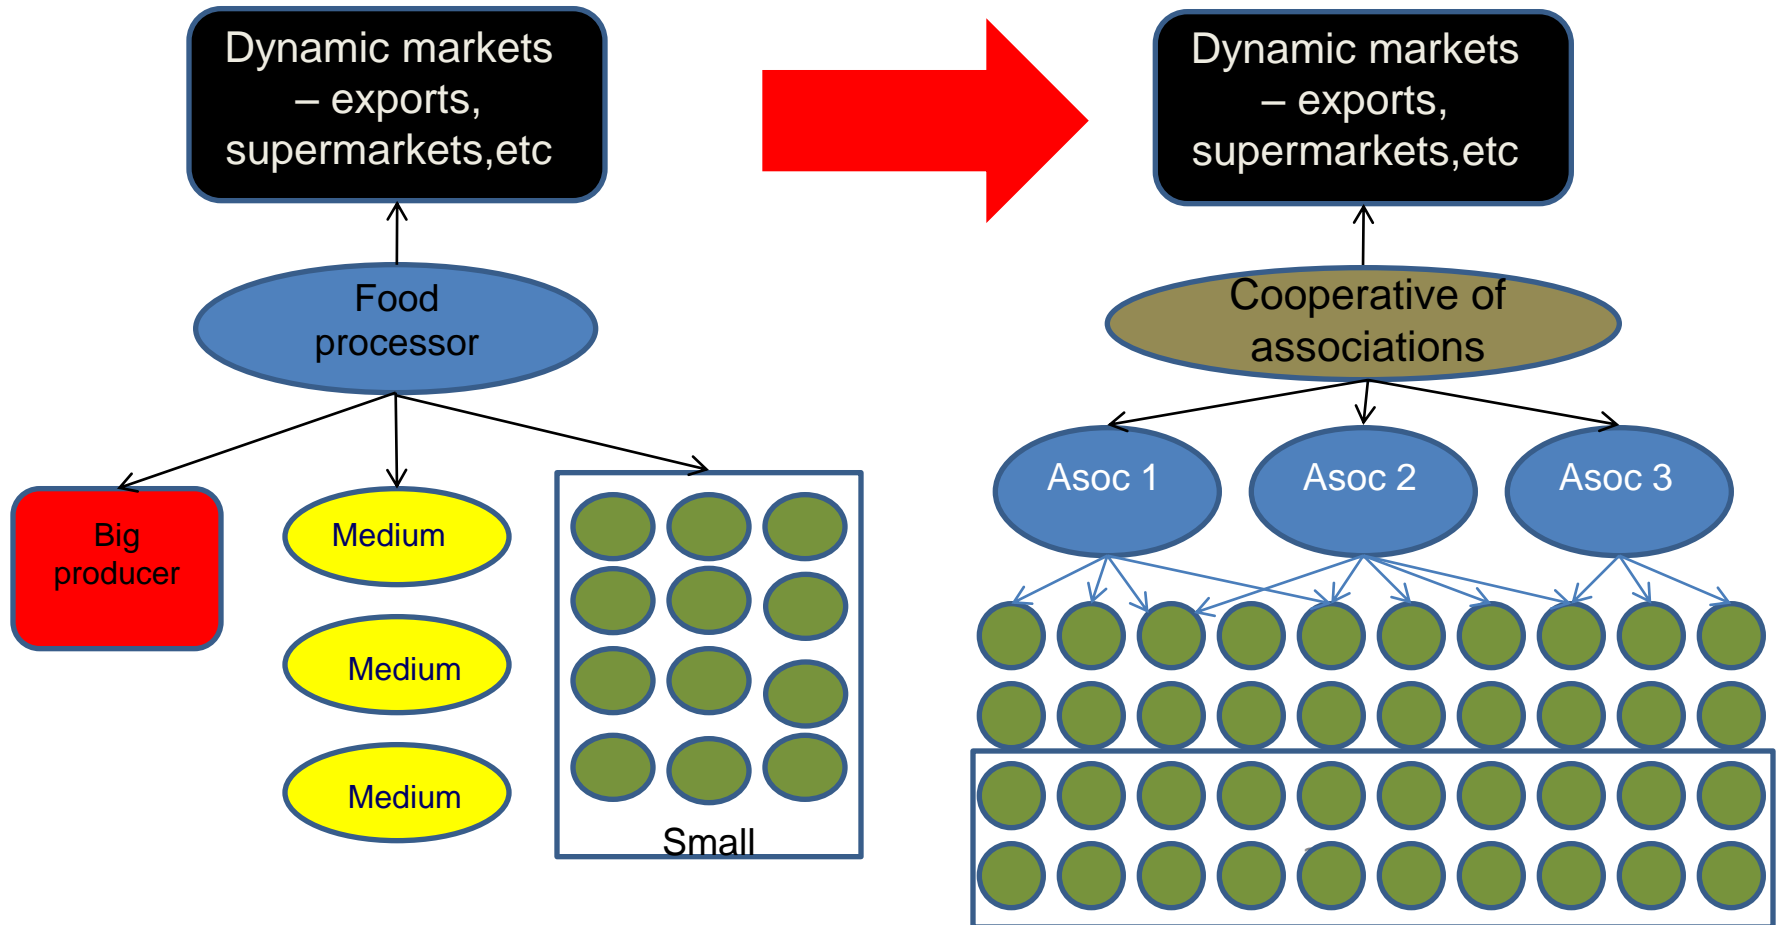 Dynamic markets
– exports,
supermarkets,etc
Food
processor
Big
producer
Medium
Medium
Medium
Small
Dynamic markets
– exports,
supermarkets,etc
Cooperative of
associations
Asoc 1
Asoc 2
Asoc 3